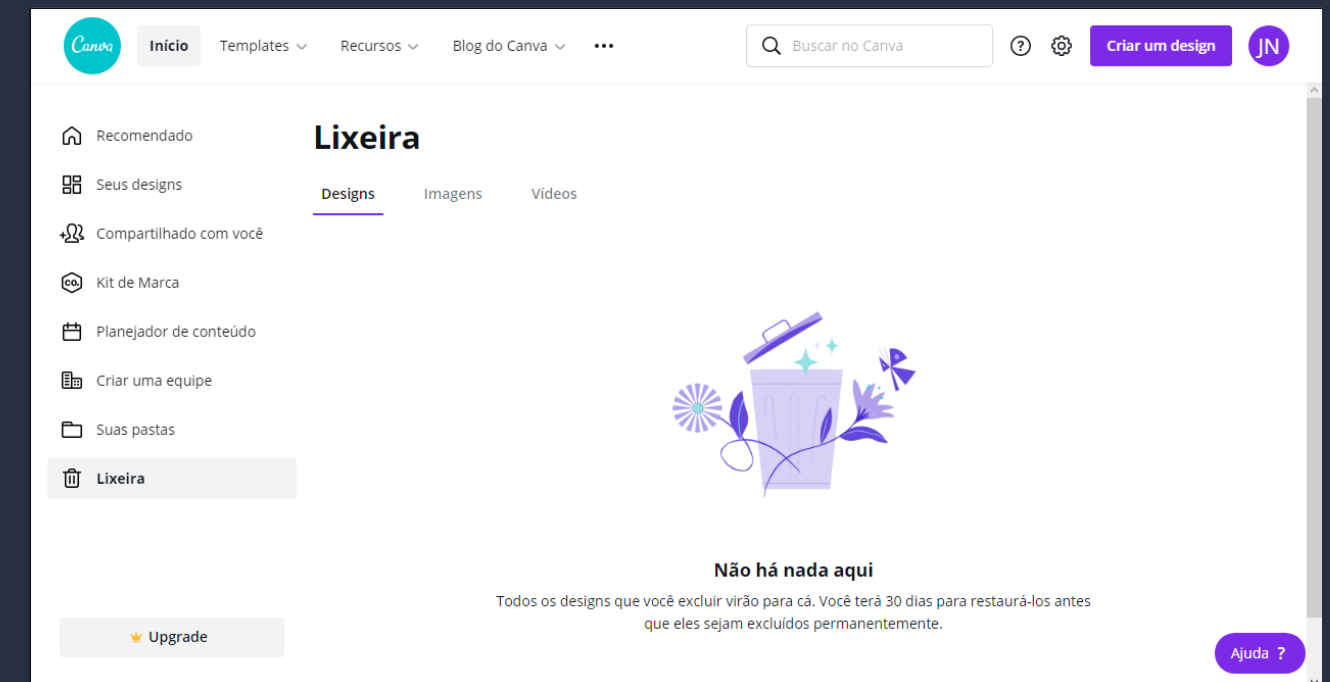 Canva
Início
Templates
Recursos
Blog do Canva
Buscar no Canva
?
Criar um design
JN
Recomendado
Seus designs
Compartilhado com você
CO.
Kit de Marca
Planejador de conteúdo
Criar uma equipe
Suas pastas
Lixeira
Upgrade
Lixeira
Designs Imagens Vídeos
Não há nada aqui
Todos os designs que você excluir virão para cá. Você terá 30 dias para restaurá-los antes
que eles sejam excluídos permanentemente.
Ajuda ?